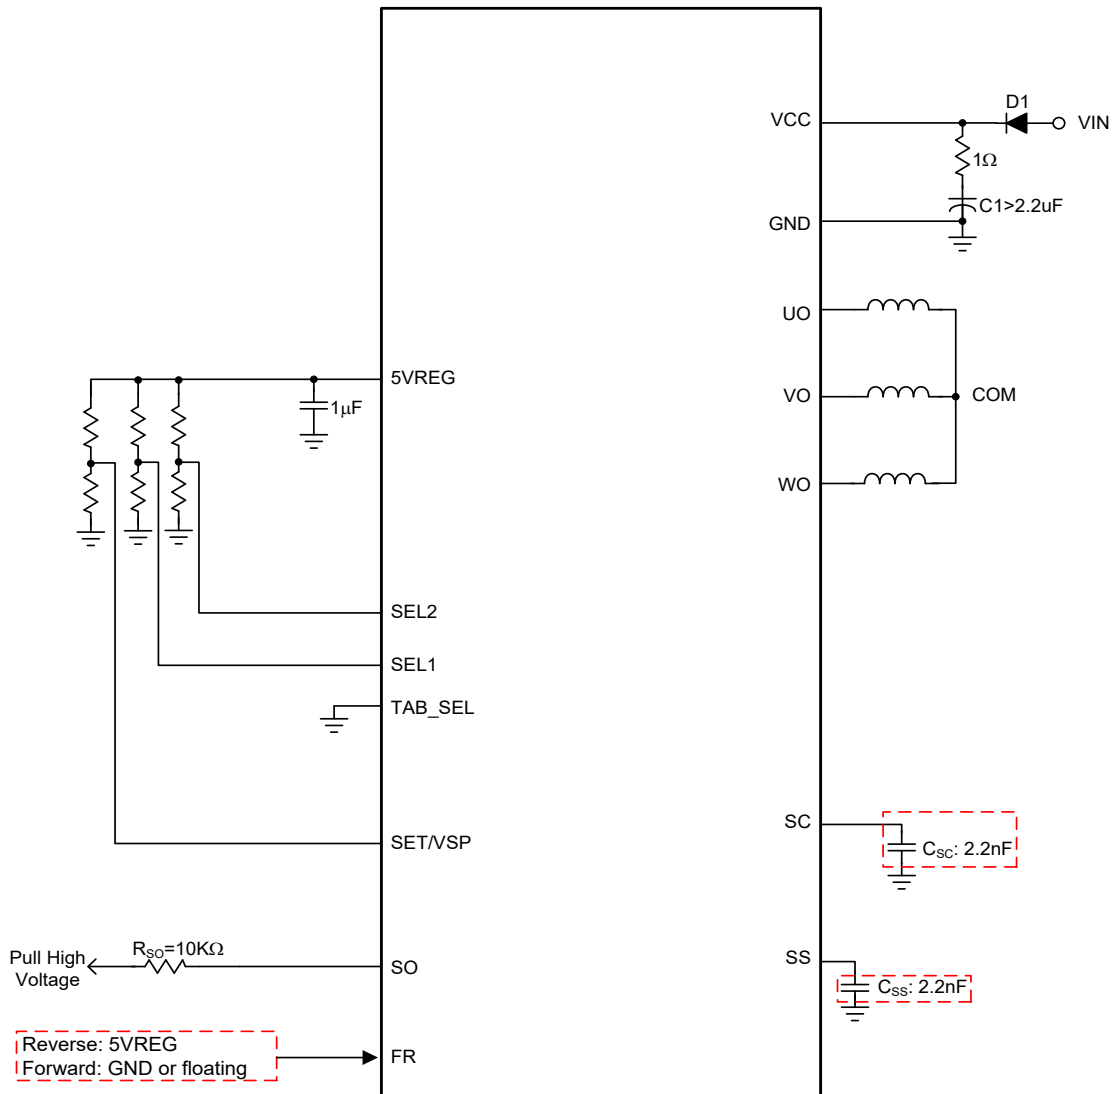 D1
VCC
VIN
1Ω
C1>2.2uF
GND
UO
5VREG
VO
COM
1μF
WO
SEL2
SEL1
TAB_SEL
SC
SET/VSP
CSC: 2.2nF
RSO=10KΩ
Pull High
Voltage
SO
SS
CSS: 2.2nF
Reverse: 5VREG
Forward: GND or floating
FR